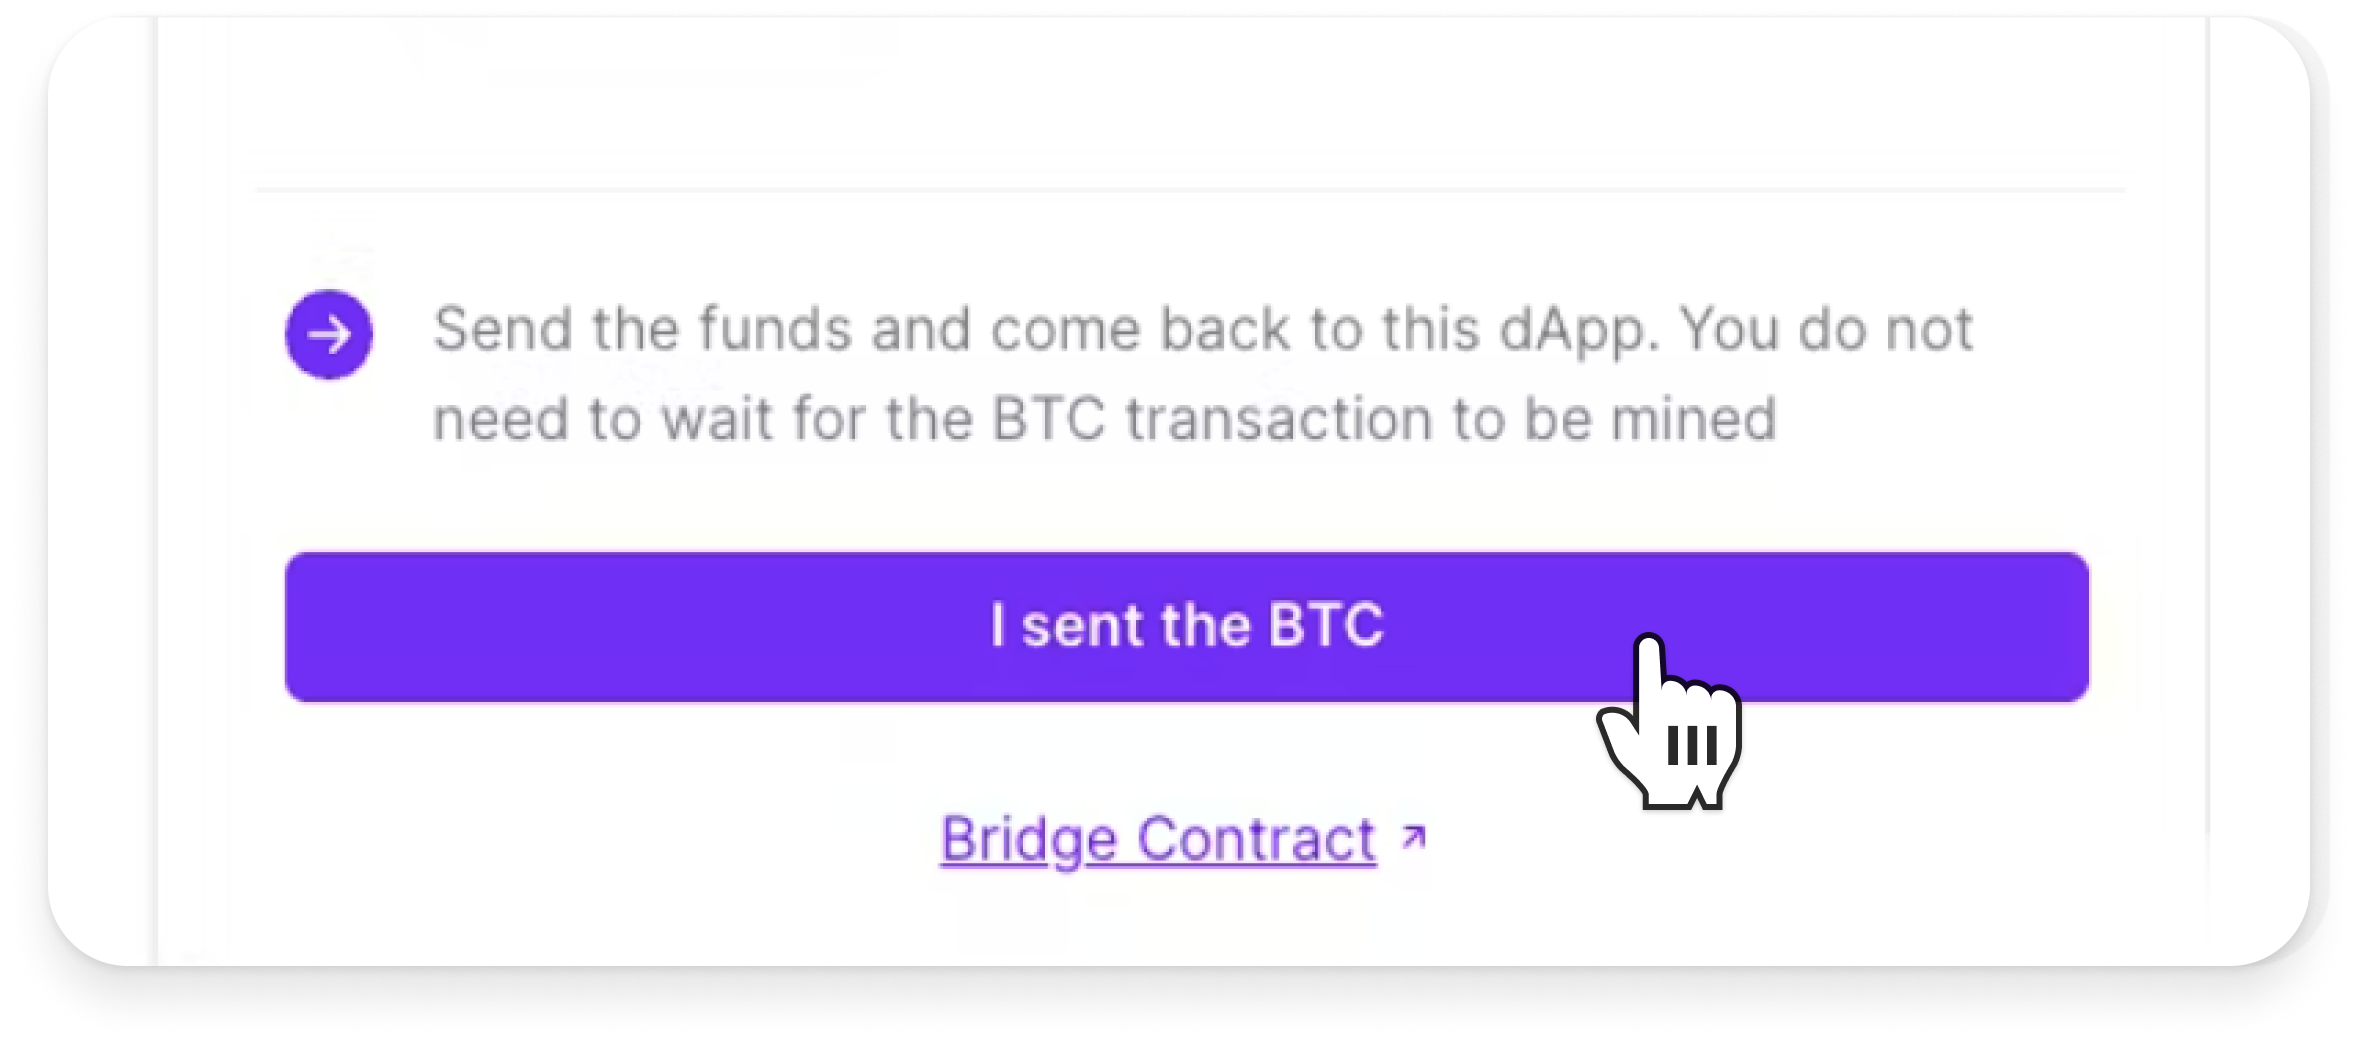 Send the funds and come back to this dApp. You do not
need to wait for the BTC transaction to be mined
I sent the BTC
Bridge Contract